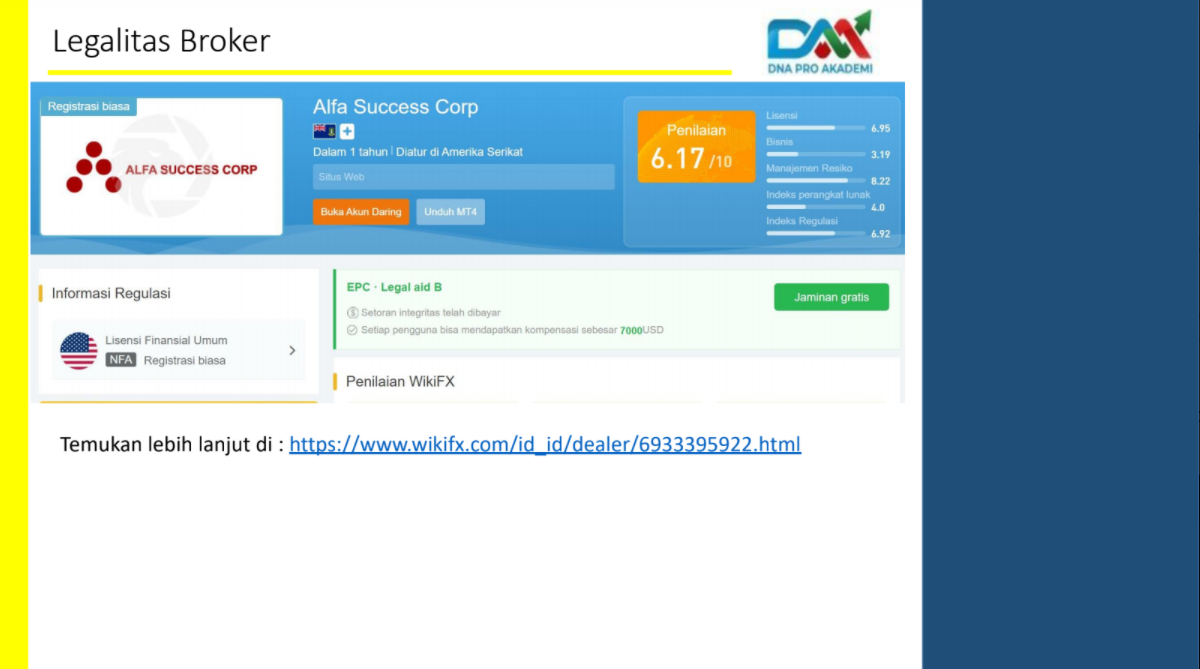 Legalitas Broker
DNA PRO AKADEMI
Registrasi biasa
ALFA SUCCESS CORP
Alfa Success Corp
Dalam 1 tahun | Diatur di Amerika Serikat
Situs Web
Buka Akun Daring
Unduh MT4
Penilaian
6.17/10
Lisensi
6.95
Bisnis
3.19
Manajemen Resiko
8.22
Indeks perangkat lunak
4.0
Indeks Regulasi
6.92
Informasi Regulasi
Lisensi Finansial Umum
NFA Registrasi biasa
EPC · Legal aid B
Setoran integritas telah dibayar
Setiap pengguna bisa mendapatkan kompensasi sebesar 7000USD
Jaminan gratis
Penilaian WikiFX
Temukan lebih lanjut di : https://www.wikifx.com/id_id/dealer/6933395922.html